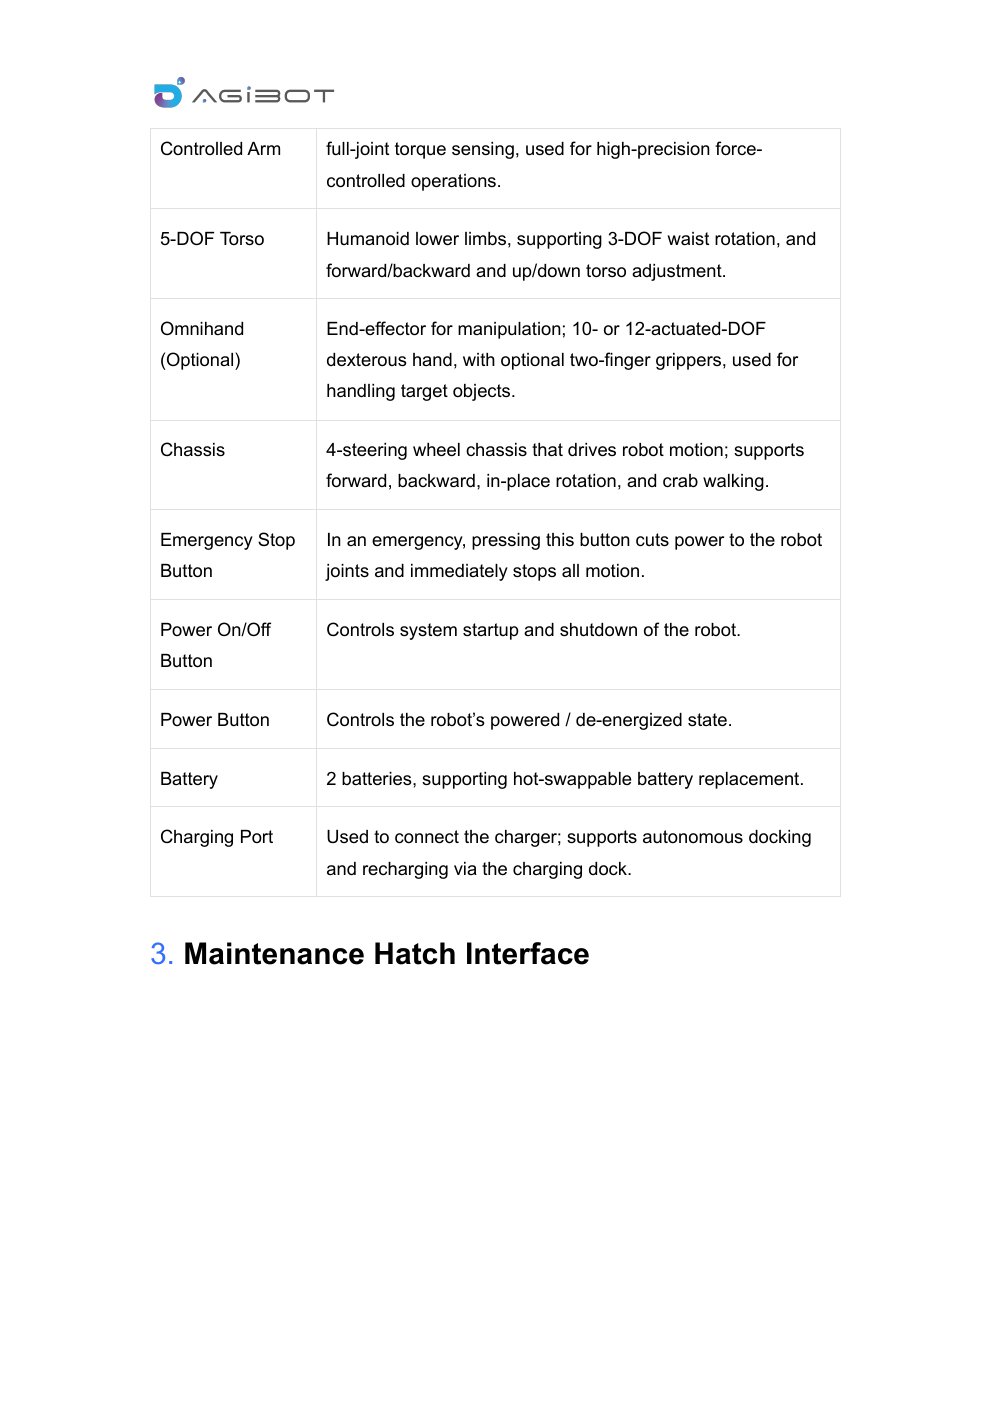 AGIBOT
Controlled Arm
full-joint torque sensing, used for high-precision force-
controlled operations.
5-DOF Torso
Humanoid lower limbs, supporting 3-DOF waist rotation, and
forward/backward and up/down torso adjustment.
Omnihand
(Optional)
End-effector for manipulation; 10- or 12-actuated-DOF
dexterous hand, with optional two-finger grippers, used for
handling target objects.
Chassis
4-steering wheel chassis that drives robot motion; supports
forward, backward, in-place rotation, and crab walking.
Emergency Stop
Button
In an emergency, pressing this button cuts power to the robot
joints and immediately stops all motion.
Power On/Off
Button
Controls system startup and shutdown of the robot.
Power Button
Controls the robot’s powered / de-energized state.
Battery
2 batteries, supporting hot-swappable battery replacement.
Charging Port
Used to connect the charger; supports autonomous docking
and recharging via the charging dock.
3. Maintenance Hatch Interface